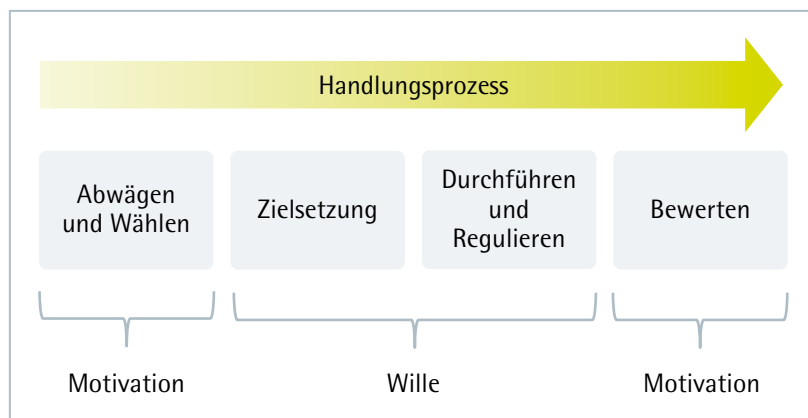 Handlungsprozess
Abwägen
und Wählen
Zielsetzung
Durchführen
und
Regulieren
Bewerten
Motivation
Wille
Motivation